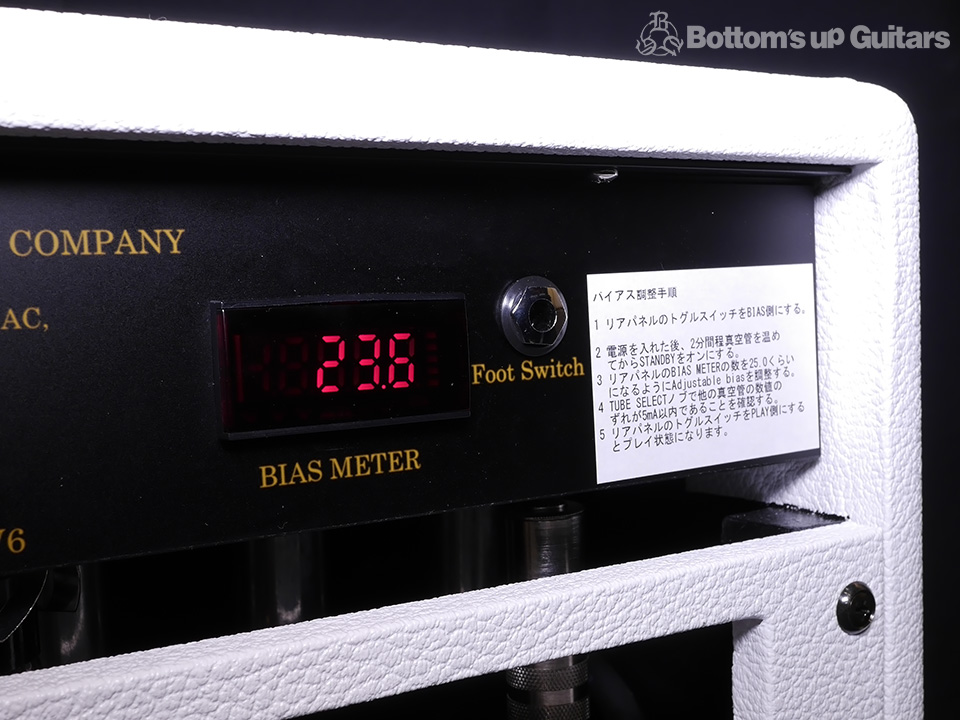 Bottom's up Guitars
COMPANY
AC,
23.6
Foot Switch
BIAS METER
V6
バイアス調整手順
1 リアパネルのトグルスイッチをBIAS側にする。
2 電源を入れた後、2分間程真空管を温め
てからSTANDBYをオンにする。
3 リアパネルのBIAS METERの数を25.0くらい
になるようにAdjustable biasを調整する。
4 TUBE SELECTノブで他の真空管の数値の
ずれが5mA以内であることを確認する。
5 リアパネルのトグルスイッチをPLAY側にする
とプレイ状態になります。